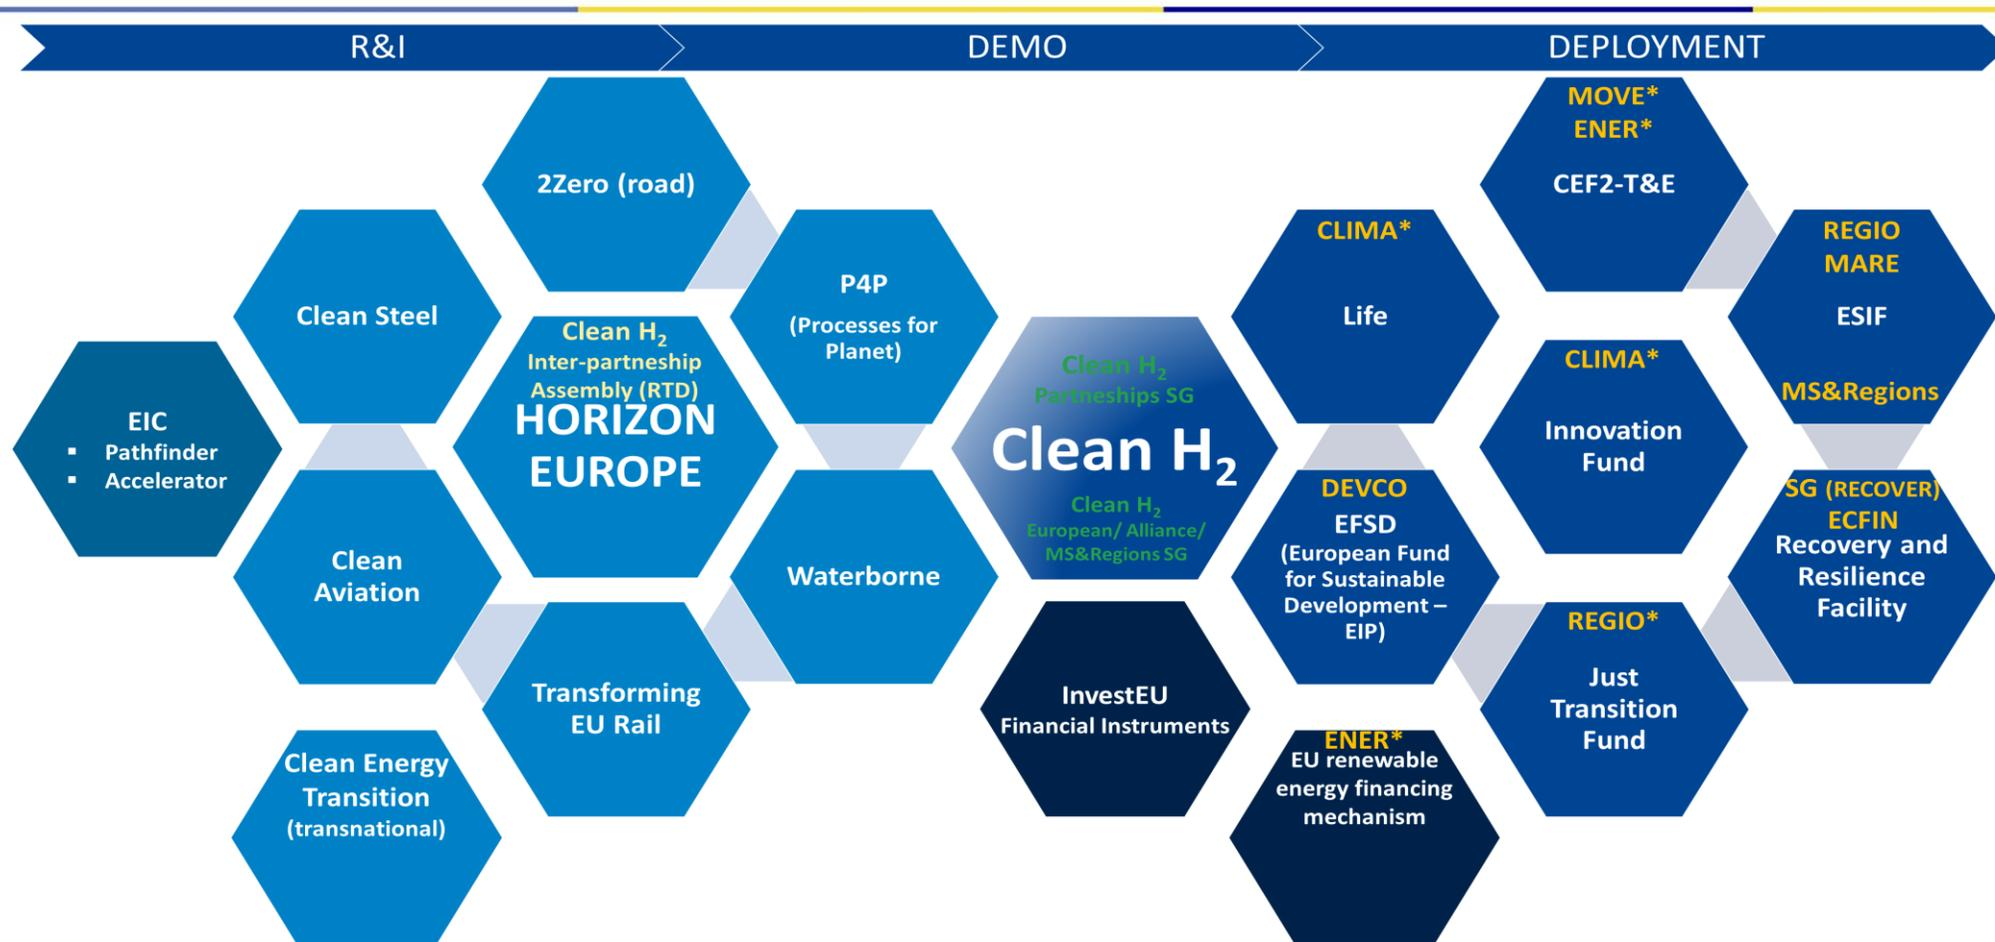 R&I
DEMO
DEPLOYMENT
2Zero (road)
Clean Steel
P4P
(Processes for
Planet)
EIC
▪ Pathfinder
▪ Accelerator
Clean H2
Inter-partneship
Assembly (RTD)
HORIZON
EUROPE
Clean
Aviation
Waterborne
Transforming
EU Rail
Clean Energy
Transition
(transnational)
Clean H2
Partneships SG
Clean H2
Clean H2
European/ Alliance/
MS&Regions SG
InvestEU
Financial Instruments
MOVE*
ENER*
CEF2-T&E
CLIMA*
Life
REGIO
MARE
ESIF
MS&Regions
CLIMA*
Innovation
Fund
DEVCO
EFSD
(European Fund
for Sustainable
Development –
EIP)
SG (RECOVER)
ECFIN
Recovery and
Resilience
Facility
REGIO*
Just
Transition
Fund
ENER*
EU renewable
energy financing
mechanism